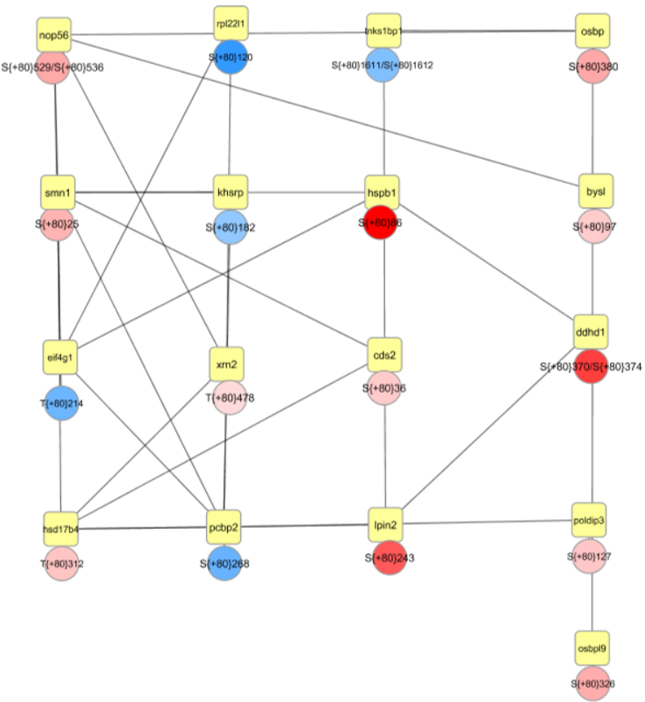 nop56
rpl22l1
tnks1bp1
osbp
S{+80}529/S{+80}536
S{+80}120
S{+80}1611/S{+80}1612
S{+80}380
smn1
khsrp
hspb1
bysl
S{+80}25
S{+80}182
S{+80}86
S{+80}97
eif4g1
xrn2
cds2
ddhd1
T{+80}214
T{+80}478
S{+80}36
S{+80}370/S{+80}374
hsd17b4
pcbp2
lpin2
poldip3
T{+80}312
S{+80}268
S{+80}243
S{+80}127
osbpl9
S{+80}326